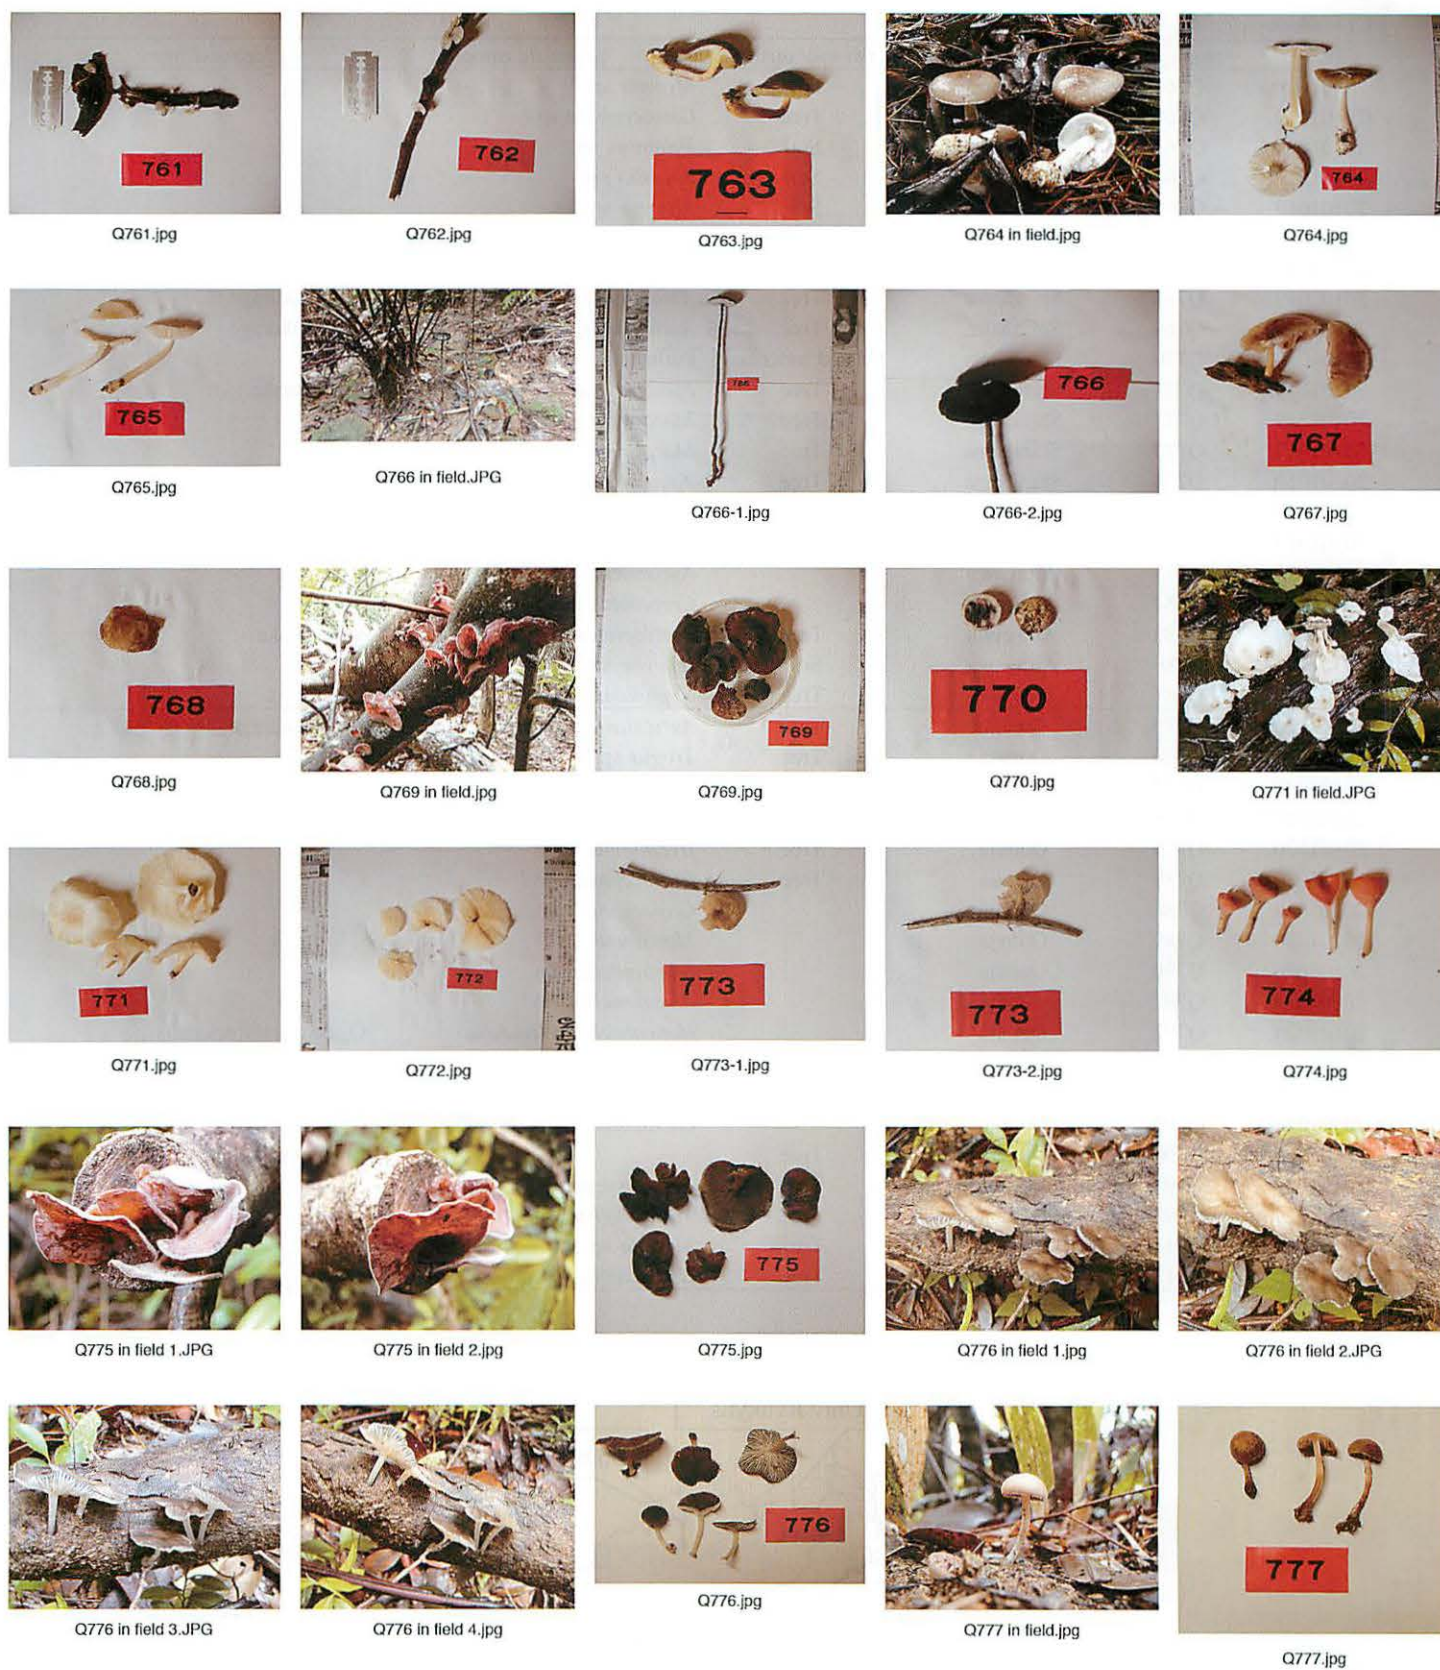 761
762
763
764
Q761.jpg
Q762.jpg
Q763.jpg
Q764 in field.jpg
Q764.jpg
765
766
766
767
Q765.jpg
Q766 in field.JPG
Q766-1.jpg
Q766-2.jpg
Q767.jpg
768
769
770
Q768.jpg
Q769 in field.jpg
Q769.jpg
Q770.jpg
Q771 in field.JPG
771
772
773
773
774
Q771.jpg
Q772.jpg
Q773-1.jpg
Q773-2.jpg
Q774.jpg
775
Q775 in field 1.JPG
Q775 in field 2.jpg
Q775.jpg
Q776 in field 1.jpg
Q776 in field 2.JPG
776
777
Q776 in field 3.JPG
Q776 in field 4.jpg
Q776.jpg
Q777 in field.jpg
Q777.jpg